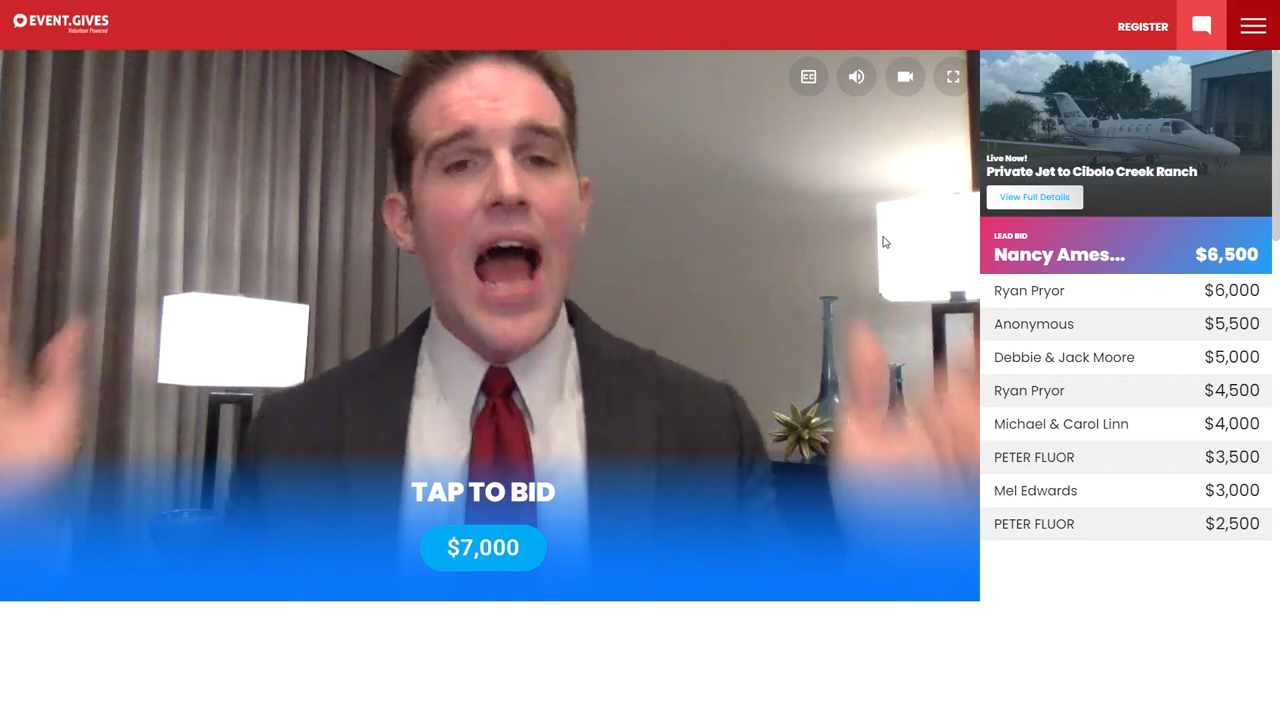 EVENT.GIVES
Volunteer Powered
REGISTER
CC
Live Now!
Private Jet to Cibolo Creek Ranch
View Full Details
LEAD BID
Nancy Ames... $6,500
Ryan Pryor $6,000
Anonymous $5,500
Debbie & Jack Moore $5,000
Ryan Pryor $4,500
Michael & Carol Linn $4,000
PETER FLUOR $3,500
Mel Edwards $3,000
PETER FLUOR $2,500
TAP TO BID
$7,000